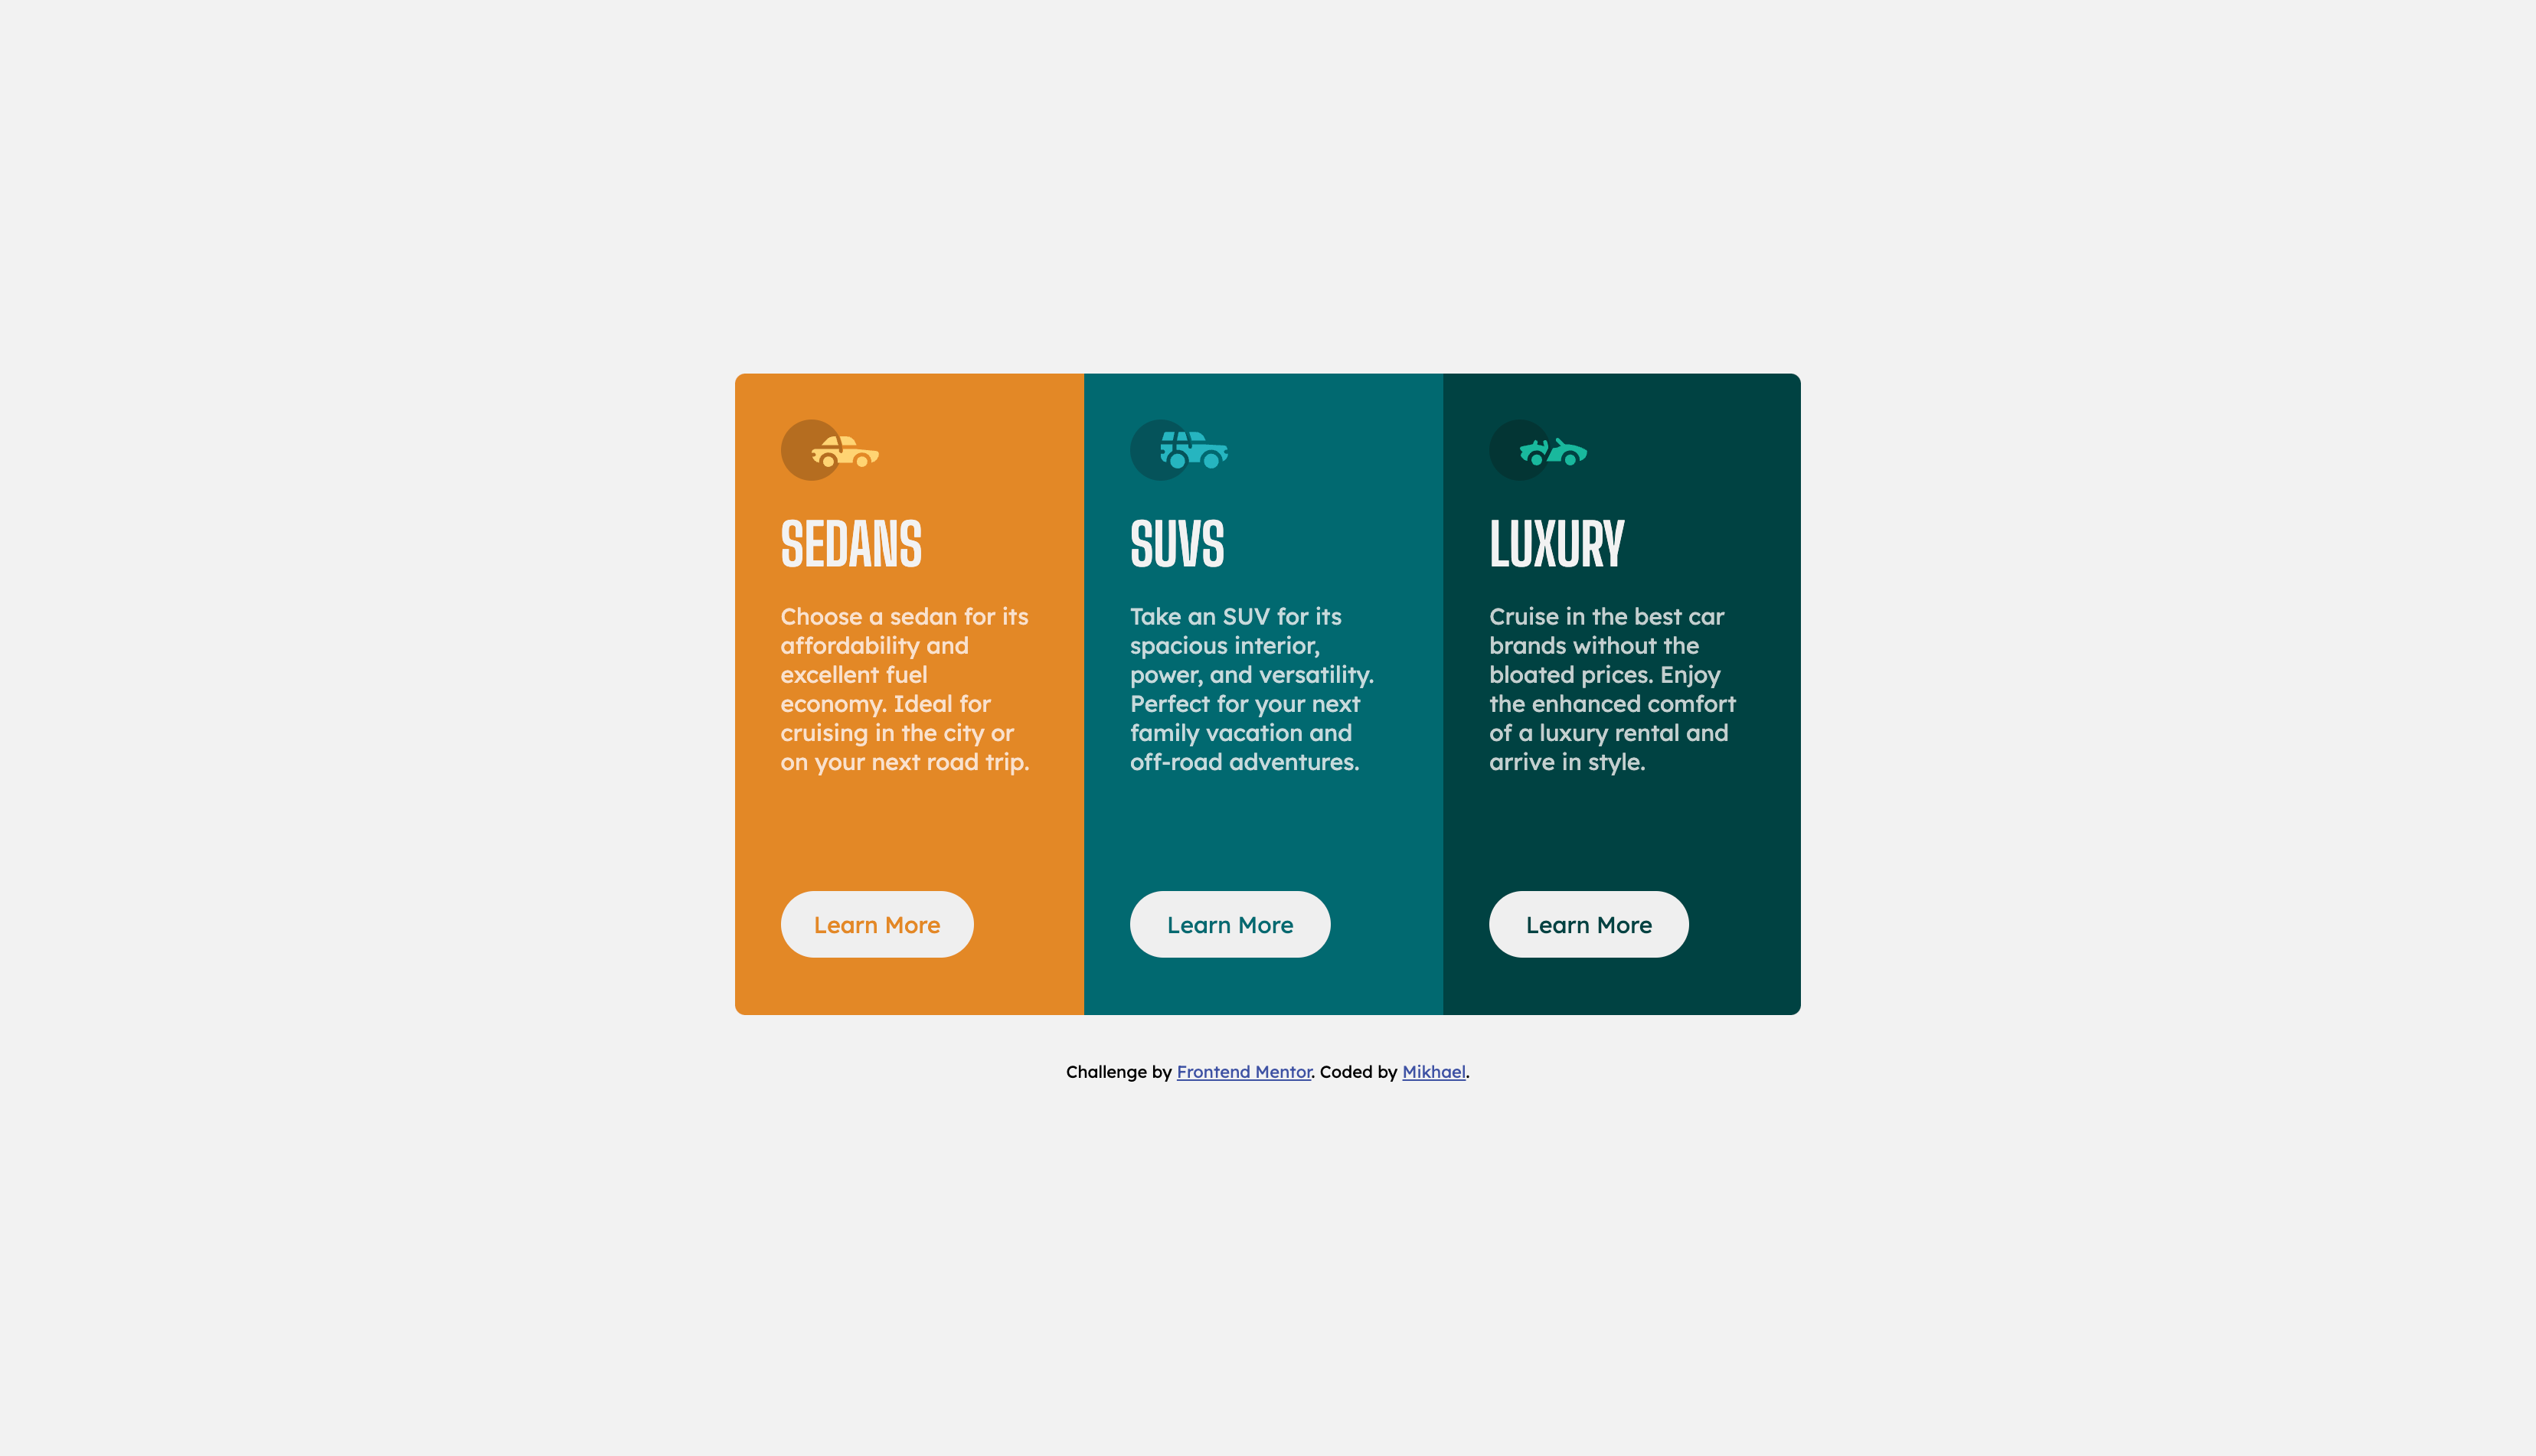 SEDANS
Choose a sedan for its
affordability and
excellent fuel
economy. Ideal for
cruising in the city or
on your next road trip.
Learn More
SUVS
Take an SUV for its
spacious interior,
power, and versatility.
Perfect for your next
family vacation and
off-road adventures.
Learn More
LUXURY
Cruise in the best car
brands without the
bloated prices. Enjoy
the enhanced comfort
of a luxury rental and
arrive in style.
Learn More
Challenge by Frontend Mentor. Coded by Mikhael.